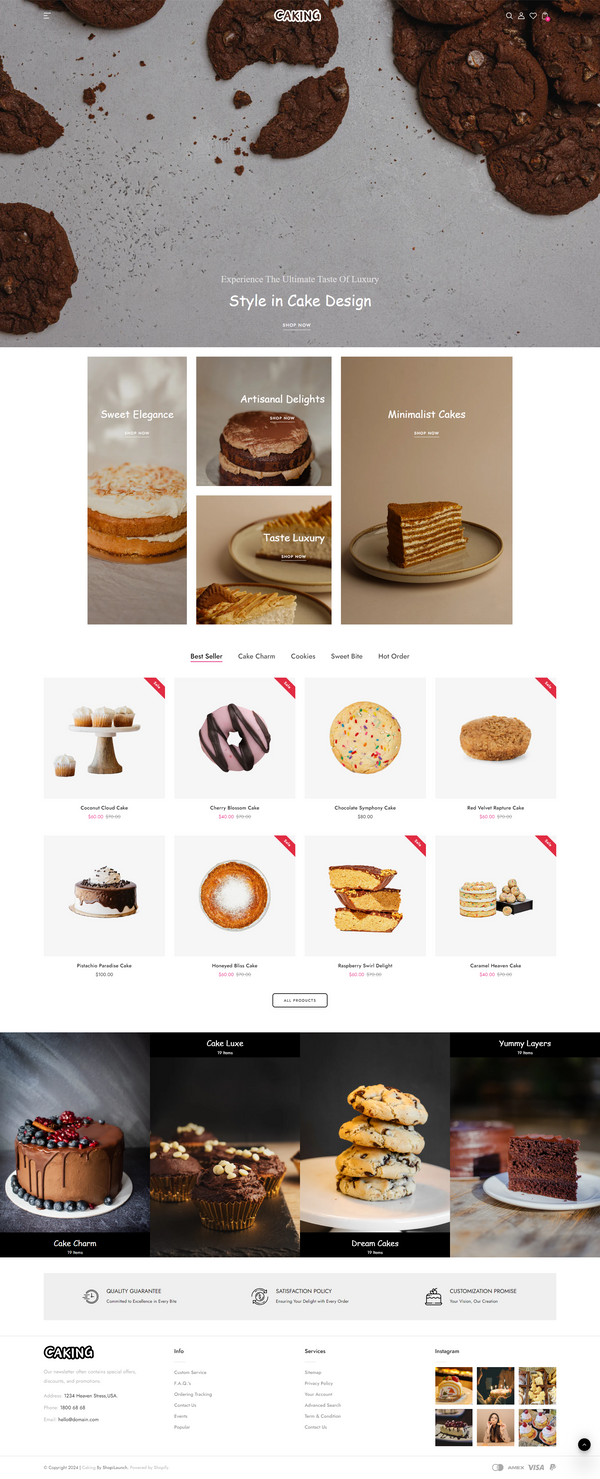 CAKING
Experience The Ultimate Taste Of Luxury
Style in Cake Design
SHOP NOW
Sweet Elegance
SHOP NOW
Artisanal Delights
SHOP NOW
Taste Luxury
SHOP NOW
Minimalist Cakes
SHOP NOW
Best Seller Cake Charm Cookies Sweet Bite Hot Order
Sale Sale Sale
Coconut Cloud Cake Cherry Blossom Cake Chocolate Symphony Cake Red Velvet Rapture Cake
$60.00 $70.00 $40.00 $70.00 $80.00 $60.00 $70.00
Sale Sale Sale
Pistachio Paradise Cake Honeyed Bliss Cake Raspberry Swirl Delight Caramel Heaven Cake
$100.00 $60.00 $70.00 $60.00 $70.00 $40.00 $70.00
ALL PRODUCTS
Cake Luxe
19 Items
Yummy Layers
19 Items
Cake Charm
19 Items
Dream Cakes
19 Items
QUALITY GUARANTEE
Committed to Excellence in Every Bite
SATISFACTION POLICY
Ensuring Your Delight with Every Order
CUSTOMIZATION PROMISE
Your Vision, Our Creation
CAKING
Our newsletter often contains special offers,
discounts, and promotions.
Address: 1234 Heaven Stress,USA.
Phone: 1800 68 68
Email: hello@domain.com
Info
Custom Service
F.A.Q.'s
Ordering Tracking
Contact Us
Events
Popular
Services
Sitemap
Privacy Policy
Your Account
Advanced Search
Term & Condition
Contact Us
Instagram
© Copyright 2024 | Caking By ShopiLaunch. Powered by Shopify.
AMEX VISA